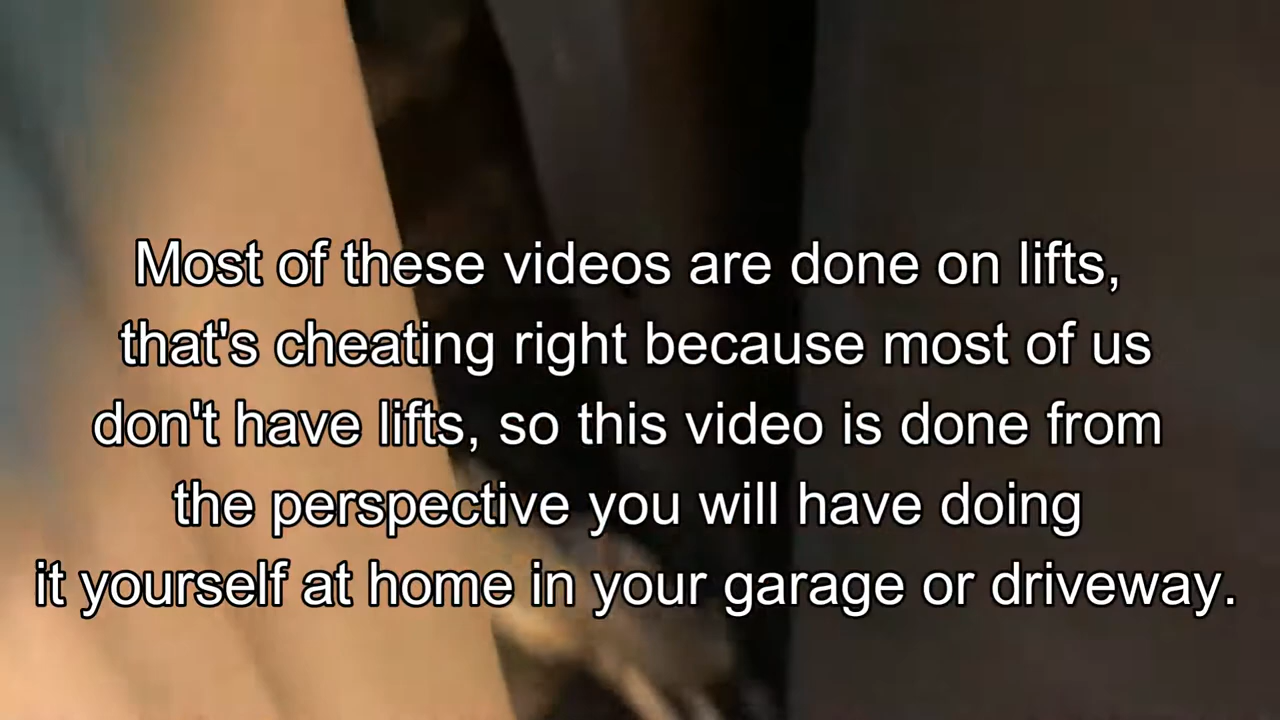 Most of these videos are done on lifts,
that's cheating right because most of us
don't have lifts, so this video is done from
the perspective you will have doing
it yourself at home in your garage or driveway.